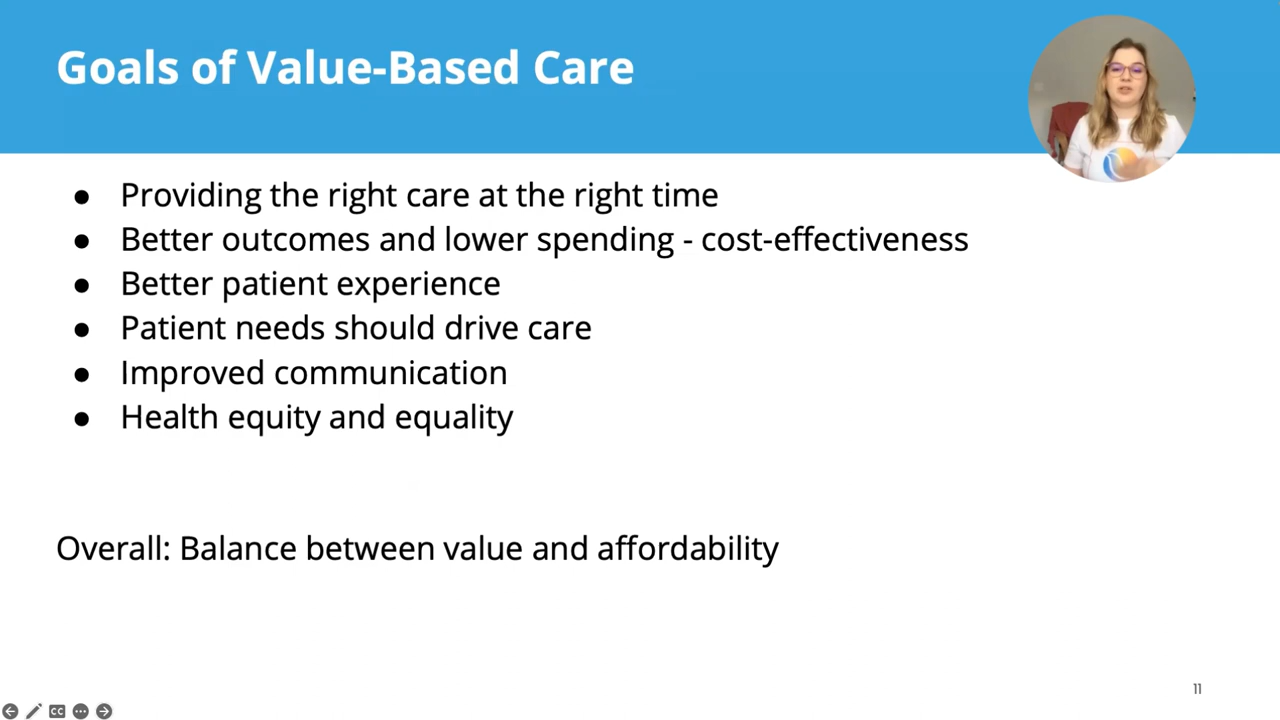 Goals of Value-Based Care
● Providing the right care at the right time
● Better outcomes and lower spending - cost-effectiveness
● Better patient experience
● Patient needs should drive care
● Improved communication
● Health equity and equality
Overall: Balance between value and affordability
11
CC